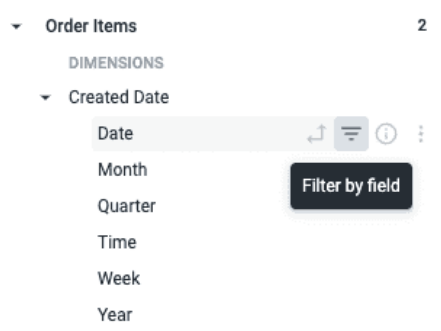 Order Items 2
DIMENSIONS
Created Date
Date
Month
Filter by field
Quarter
Time
Week
Year